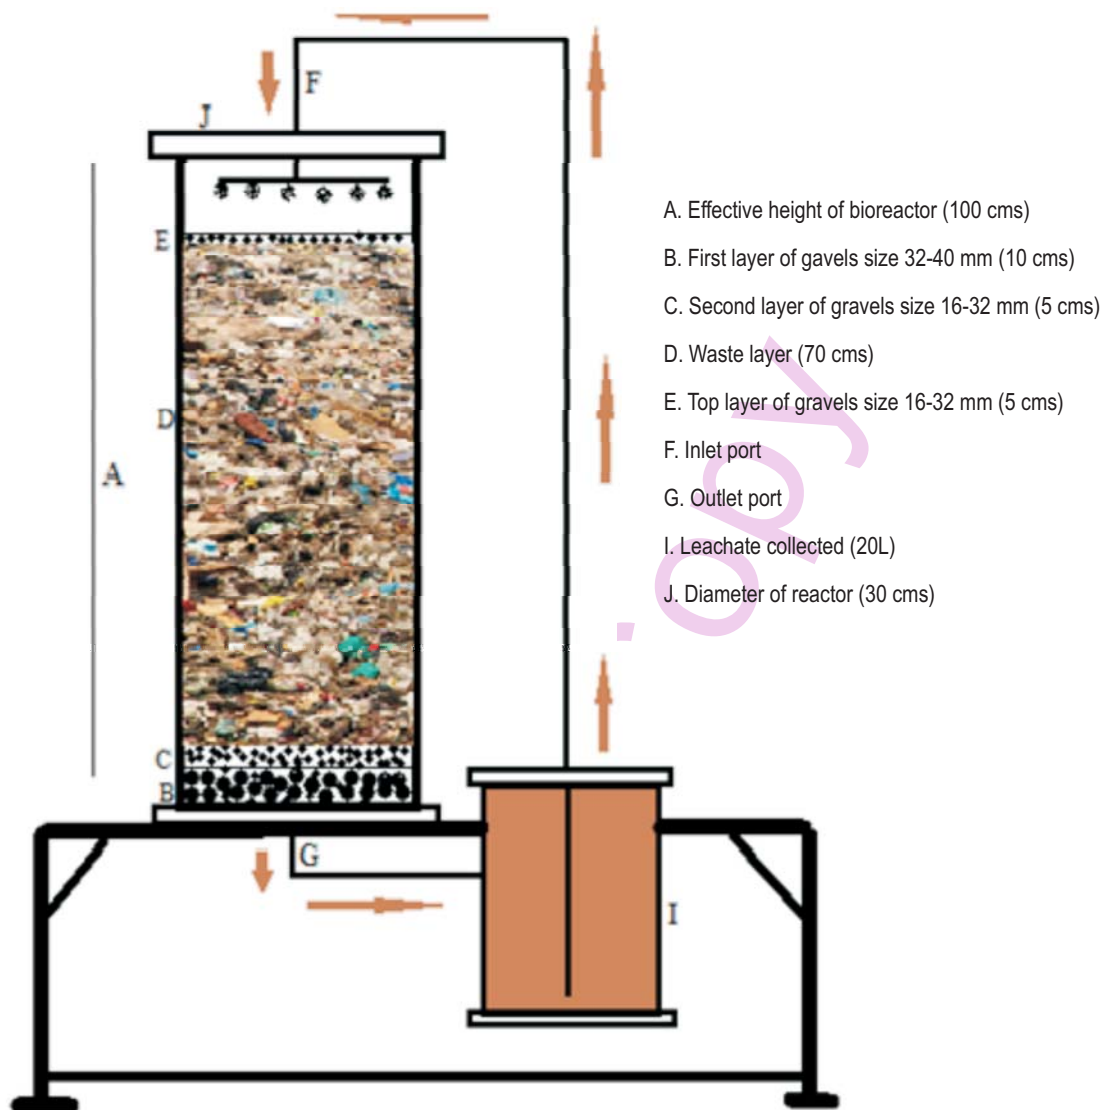 F
J
E
D
A
C
B
G
I
A. Effective height of bioreactor (100 cms)
B. First layer of gavels size 32-40 mm (10 cms)
C. Second layer of gravels size 16-32 mm (5 cms)
D. Waste layer (70 cms)
E. Top layer of gravels size 16-32 mm (5 cms)
F. Inlet port
G. Outlet port
I. Leachate collected (20L)
J. Diameter of reactor (30 cms)
opy